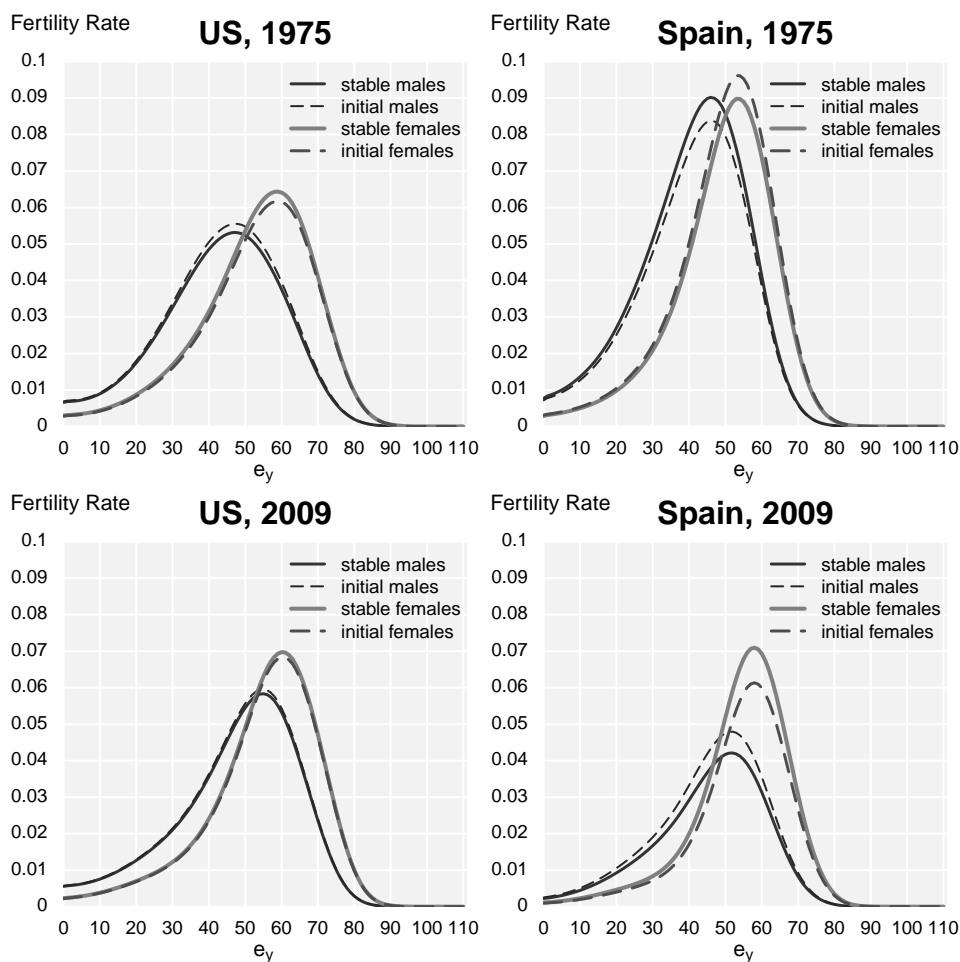 Fertility Rate
US, 1975
0.1
0.09
0.08
0.07
0.06
0.05
0.04
0.03
0.02
0.01
0
stable males
initial males
stable females
initial females
0 10 20 30 40 50 60 70 80 90 100 110
e_y
Fertility Rate
Spain, 1975
0.1
0.09
0.08
0.07
0.06
0.05
0.04
0.03
0.02
0.01
0
stable males
initial males
stable females
initial females
0 10 20 30 40 50 60 70 80 90 100 110
e_y
Fertility Rate
US, 2009
0.1
0.09
0.08
0.07
0.06
0.05
0.04
0.03
0.02
0.01
0
stable males
initial males
stable females
initial females
0 10 20 30 40 50 60 70 80 90 100 110
e_y
Fertility Rate
Spain, 2009
0.1
0.09
0.08
0.07
0.06
0.05
0.04
0.03
0.02
0.01
0
stable males
initial males
stable females
initial females
0 10 20 30 40 50 60 70 80 90 100 110
e_y